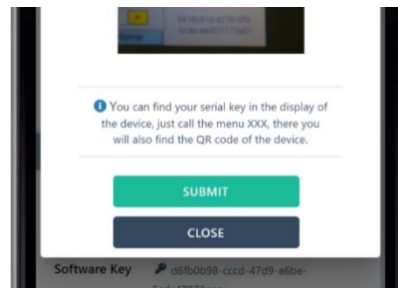 Home
You can find your serial key in the display of
the device, just call the menu XXX, there you
will also find the QR code of the device.
SUBMIT
CLOSE
Software Key d6fb0b98-cccd-47d9-a6be-